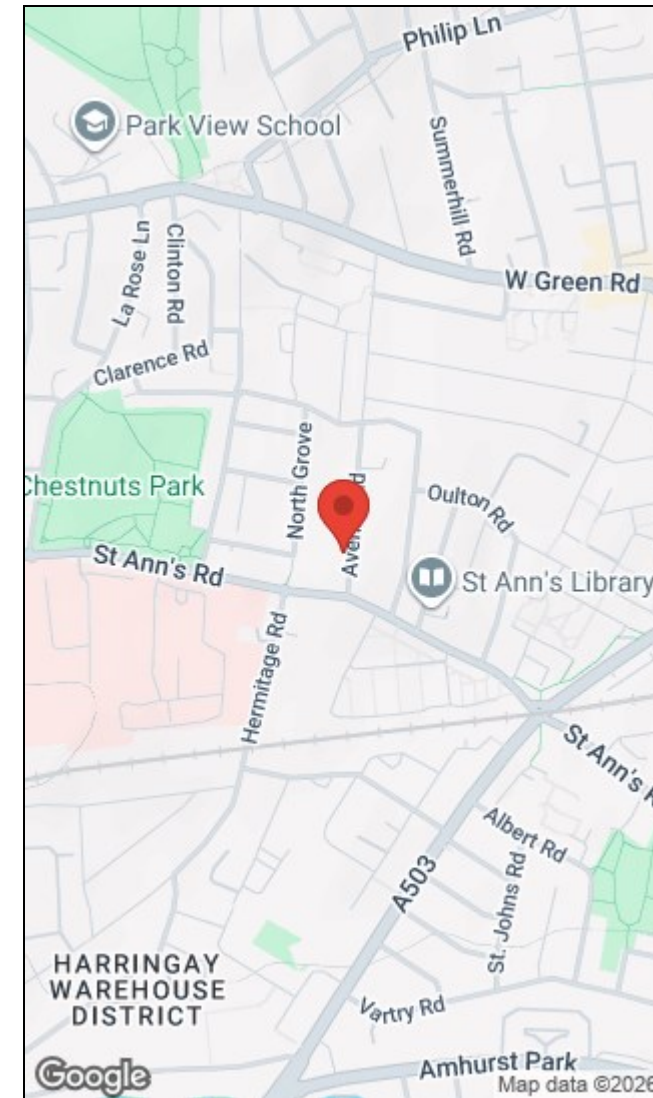 Philip Ln
Park View School
Summerhill Rd
La Rose Ln
Clinton Rd
W Green Rd
Clarence Rd
North Grove
Chestnuts Park
Oulton Rd
St Ann's Rd
St Ann's Library
Hermitage Rd
St Ann's
Albert Rd
A503
St. Johns Rd
HARRINGAY
WAREHOUSE
DISTRICT
Vartry Rd
Amhurst Park
Google
Map data ©2026